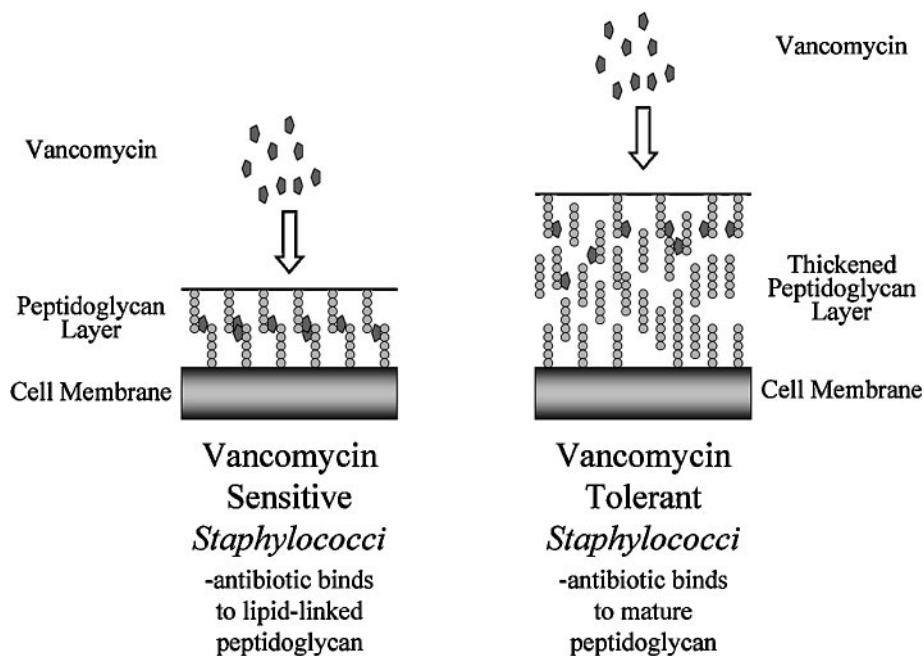 Vancomycin
Peptidoglycan
Layer
Cell Membrane
Vancomycin
Sensitive
Staphylococci
-antibiotic binds
to lipid-linked
peptidoglycan
Vancomycin
Thickened
Peptidoglycan
Layer
Cell Membrane
Vancomycin
Tolerant
Staphylococci
-antibiotic binds
to mature
peptidoglycan